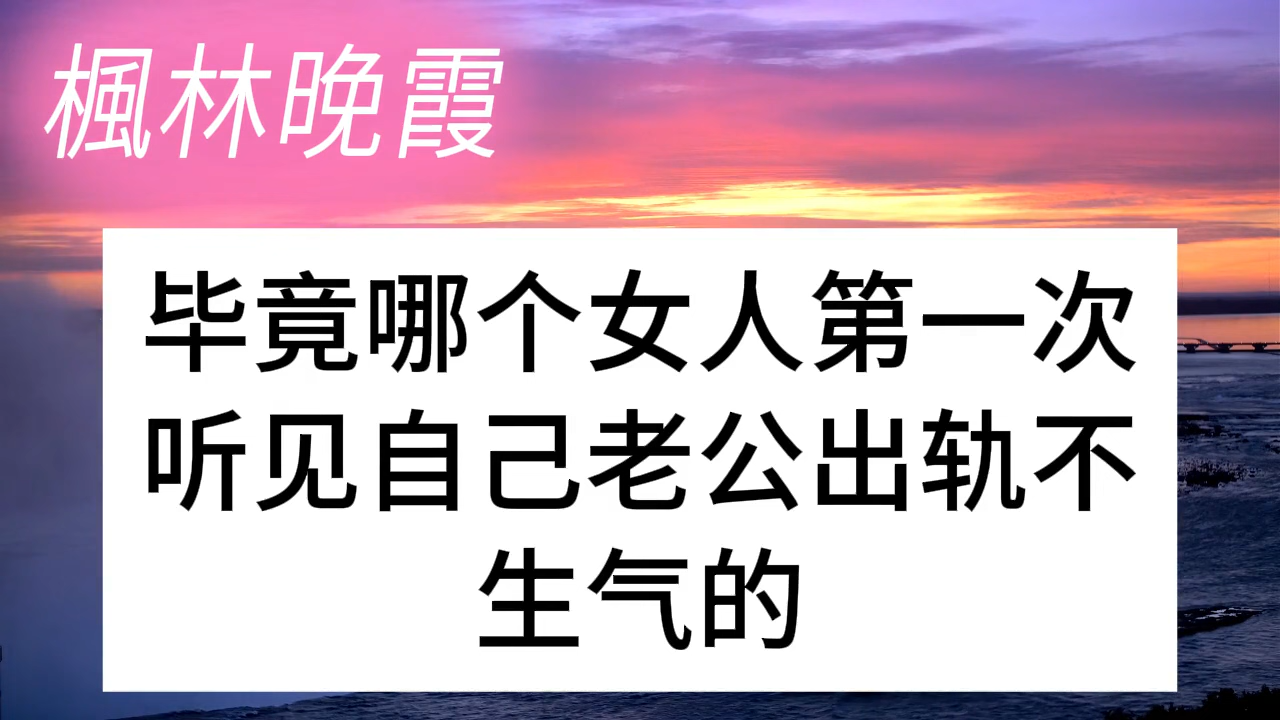 楓林晚霞
毕竟哪个女人第一次
听见自己老公出轨不
生气的